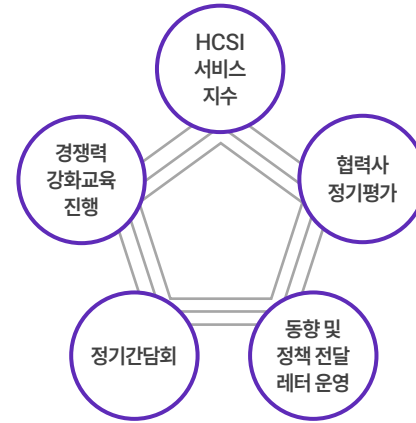 HCSI
서비스
지수
경쟁력
강화교육
진행
협력사
정기평가
정기간담회
동향 및
정책 전달
레터 운영